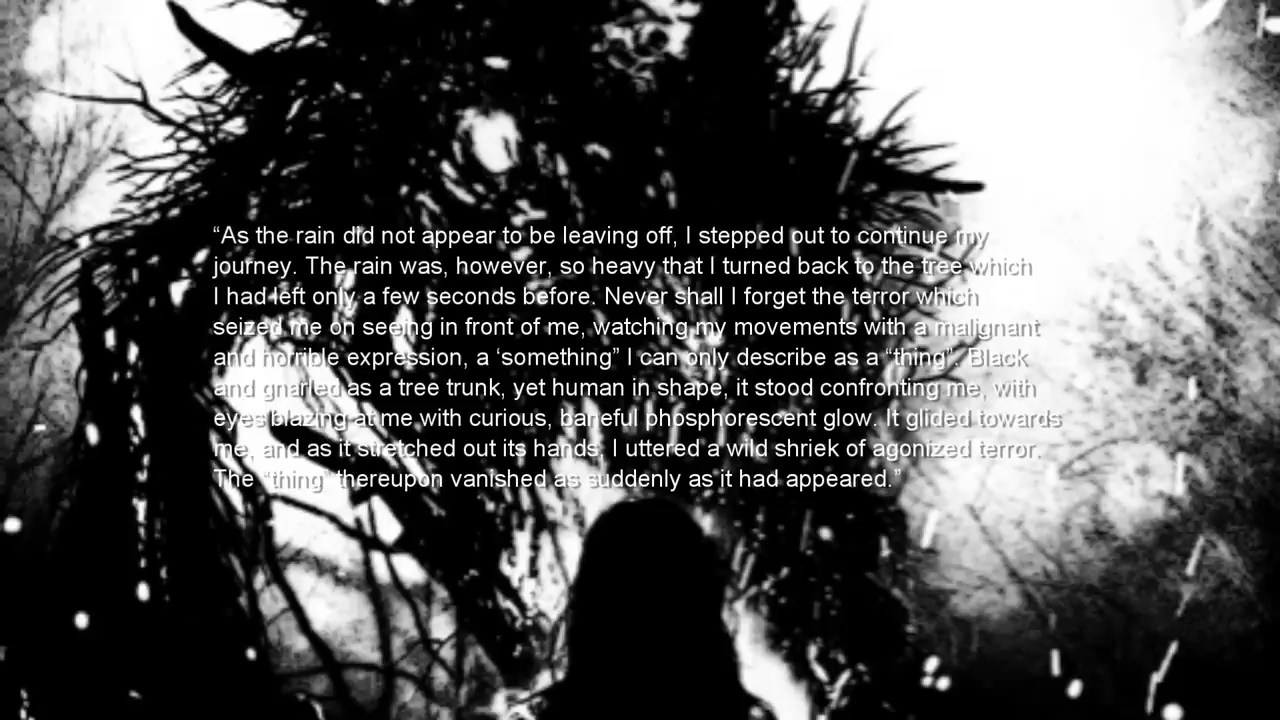 “As the rain did not appear to be leaving off, I stepped out to continue my
journey. The rain was, however, so heavy that I turned back to the tree which
I had left only a few seconds before. Never shall I forget the terror which
seized me on seeing in front of me, watching my movements with a malignant
and horrible expression, a ‘something” I can only describe as a “thing”. Black
and gnarled as a tree trunk, yet human in shape, it stood confronting me, with
eyes blazing at me with curious, baneful phosphorescent glow. It glided towards
me, and as it stretched out its hands, I uttered a wild shriek of agonized terror.
The “thing” thereupon vanished as suddenly as it had appeared.”